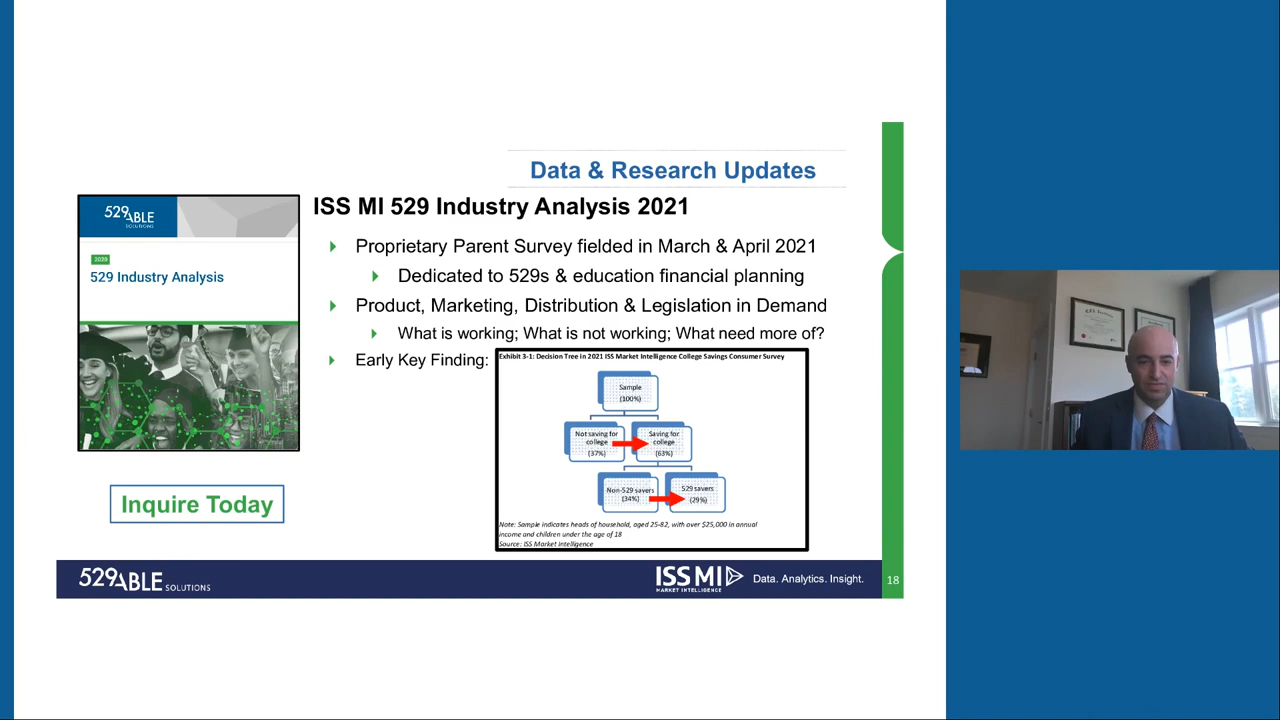 Data & Research Updates
529
ABLE
SOLUTIONS
2020
529 Industry Analysis
Inquire Today
ISS MI 529 Industry Analysis 2021
Proprietary Parent Survey fielded in March & April 2021
Dedicated to 529s & education financial planning
Product, Marketing, Distribution & Legislation in Demand
What is working; What is not working; What need more of?
Early Key Finding:
Exhibit 3-1: Decision Tree in 2021 ISS Market Intelligence College Savings Consumer Survey
Sample
(100%)
Not saving for
college
(37%)
Saving for
college
(63%)
Non-529 savers
(34%)
529 savers
(29%)
Note: Sample indicates heads of household, aged 25-82, with over $25,000 in annual
income and children under the age of 18
Source: ISS Market Intelligence
529ABLE SOLUTIONS
ISS MI
MARKET INTELLIGENCE
Data. Analytics. Insight.
18